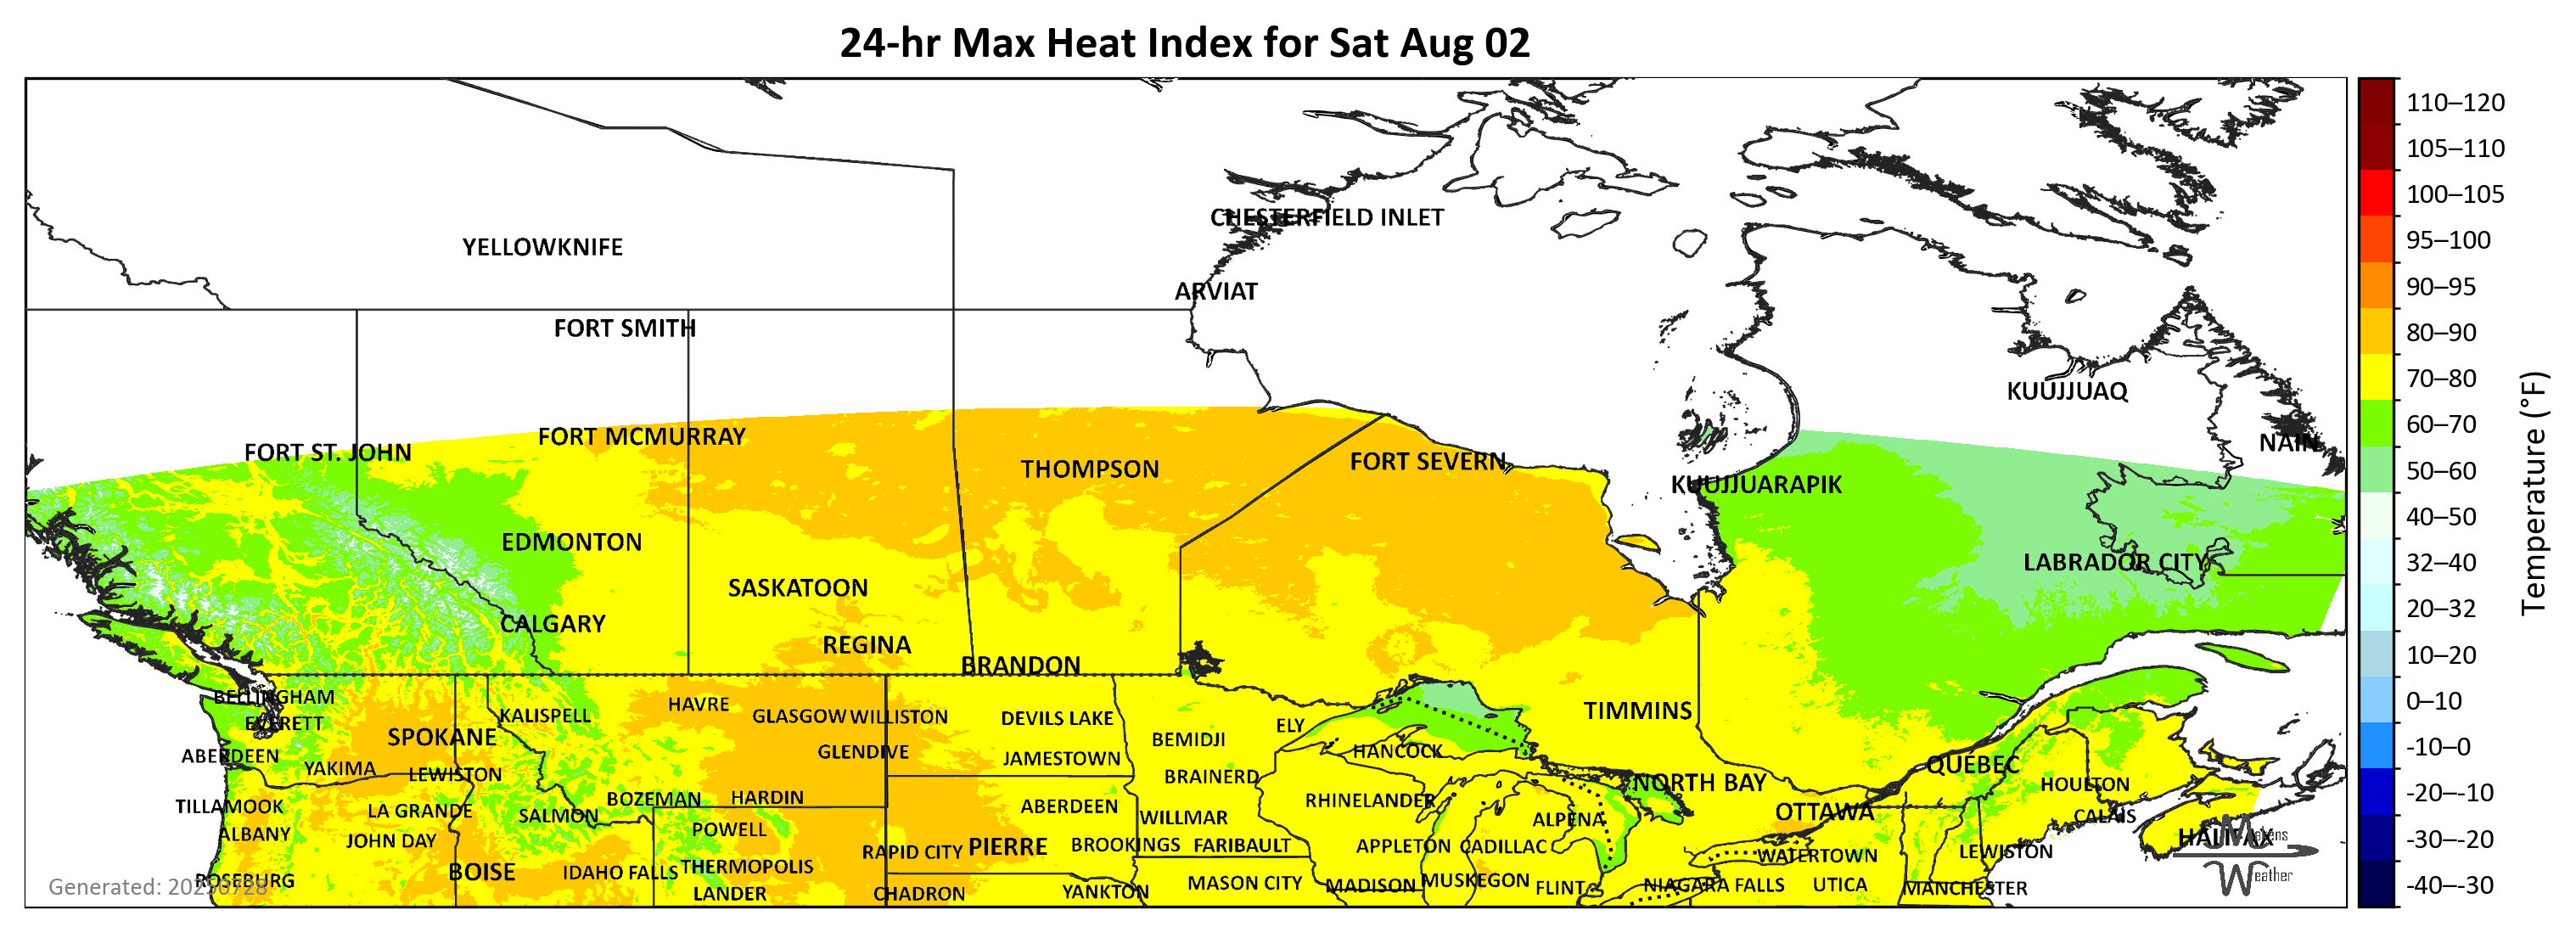 24-hr Max Heat Index for Sat Aug 02
CHESTERFIELD INLET
YELLOWKNIFE
ARVIAT
FORT SMITH
KUUJJUAQ
FORT MCMURRAY
NAIN
FORT ST. JOHN
FORT SEVERN
THOMPSON
KUUJJUARAPIK
EDMONTON
LABRADOR CITY
SASKATOON
CALGARY
REGINA
BRANDON
BELLINGHAM
HAVRE
TIMMINS
KALISPELL
GLASGOW
WILLISTON
DEVILS LAKE
EVERETT
ELY
SPOKANE
BEMIDJI
HANCOCK
GLENDIVE
ABERDEEN
JAMESTOWN
QUÉBEC
YAKIMA
LEWISTON
BRAINERD
NORTH BAY
HOULTON
BOZEMAN
HARDIN
RHINELANDER
TILLAMOOK
LA GRANDE
ABERDEEN
OTTAWA
SALMON
WILLMAR
CALAIS
ALPENA
POWELL
ALBANY
HALIFAX
JOHN DAY
BROOKINGS
FARIBAULT
APPLETON
CADILLAC
PIERRE
RAPID CITY
LEWISTON
WATERTOWN
THERMOPOLIS
BOISE
IDAHO FALLS
ROSEBURG
MUSKEGON
MASON CITY
MADISON
NIAGARA FALLS
UTICA
FLINT
MANCHESTER
YANKTON
LANDER
CHADRON
Generated: 20250728
Makens
Weather
110–120
105–110
100–105
95–100
90–95
80–90
70–80
60–70
50–60
40–50
32–40
20–32
10–20
0–10
-10–0
-20–-10
-30–-20
-40–-30
Temperature (°F)